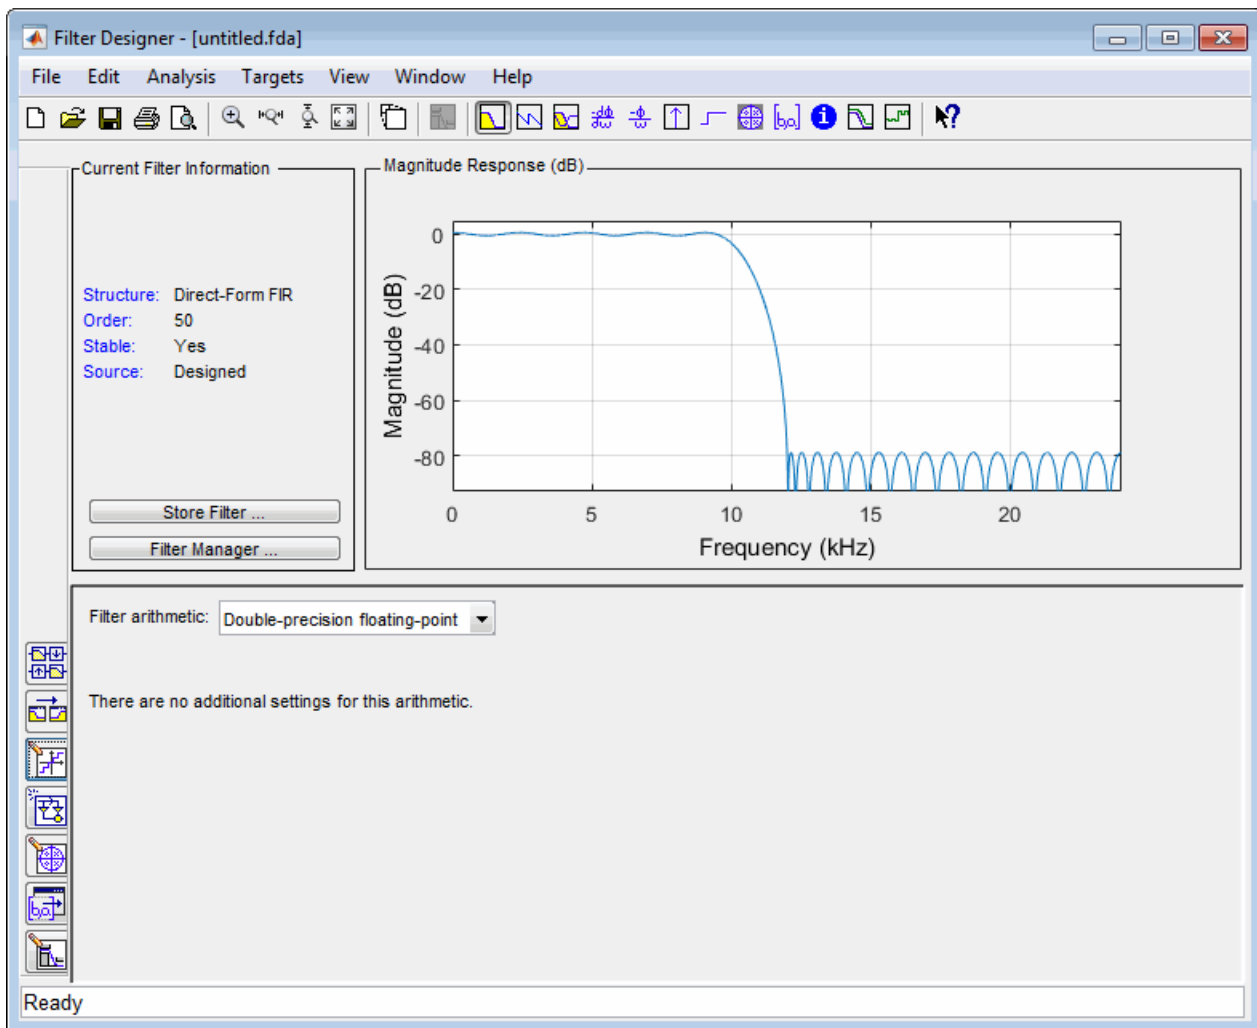 Filter Designer - [untitled.fda]
File Edit Analysis Targets View Window Help
Current Filter Information
Structure: Direct-Form FIR
Order: 50
Stable: Yes
Source: Designed
Store Filter ...
Filter Manager ...
Magnitude Response (dB)
Magnitude (dB)
0
-20
-40
-60
-80
0 5 10 15 20
Frequency (kHz)
Filter arithmetic: Double-precision floating-point
There are no additional settings for this arithmetic.
Ready